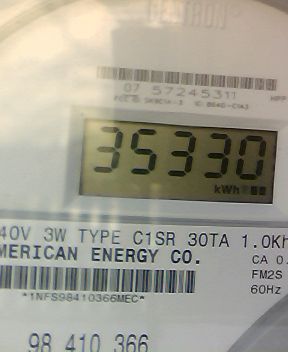 CENTRON
07 57245311
35330
kWh
40V 3W TYPE C1SR 30TA 1.0Kh
MERICAN ENERGY CO.
CA 0.
FM2S
*1NFS98410366MEC*
60Hz
98 410 366